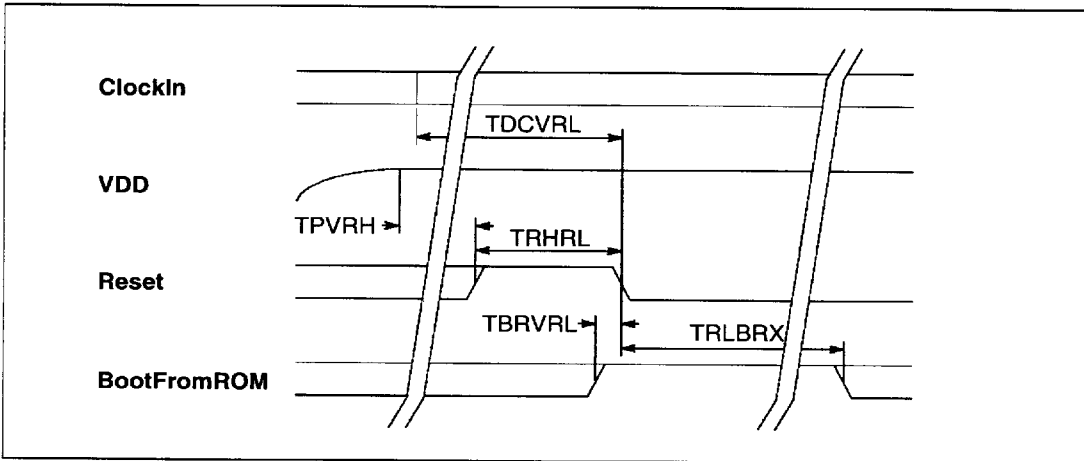 ClockIn
TDCVRL
VDD
TPVRH
TRHRL
Reset
TBRVRL
TRLBRX
BootFromROM